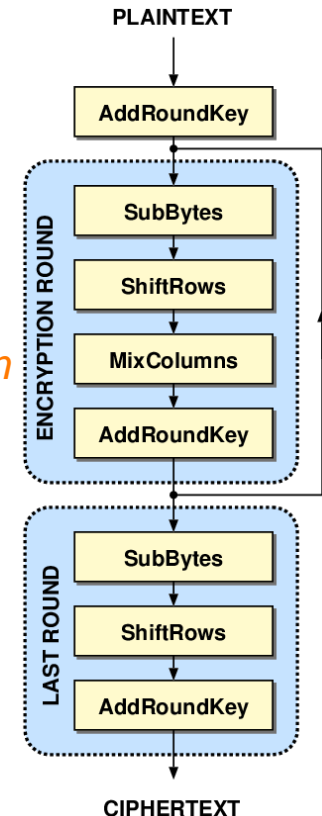 PLAINTEXT
AddRoundKey
ENCRYPTION ROUND
SubBytes
ShiftRows
MixColumns
n
AddRoundKey
LAST ROUND
SubBytes
ShiftRows
AddRoundKey
CIPHERTEXT